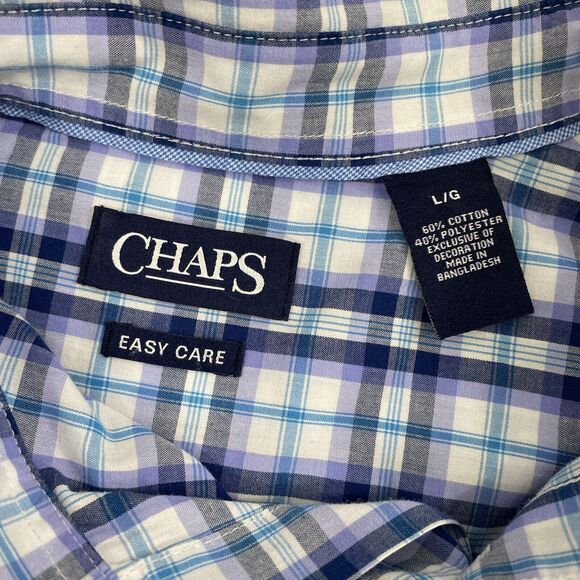 CHAPS
EASY CARE
L/G
60% COTTON
40% POLYESTER
EXCLUSIVE OF
DECORATION
MADE IN
BANGLADESH